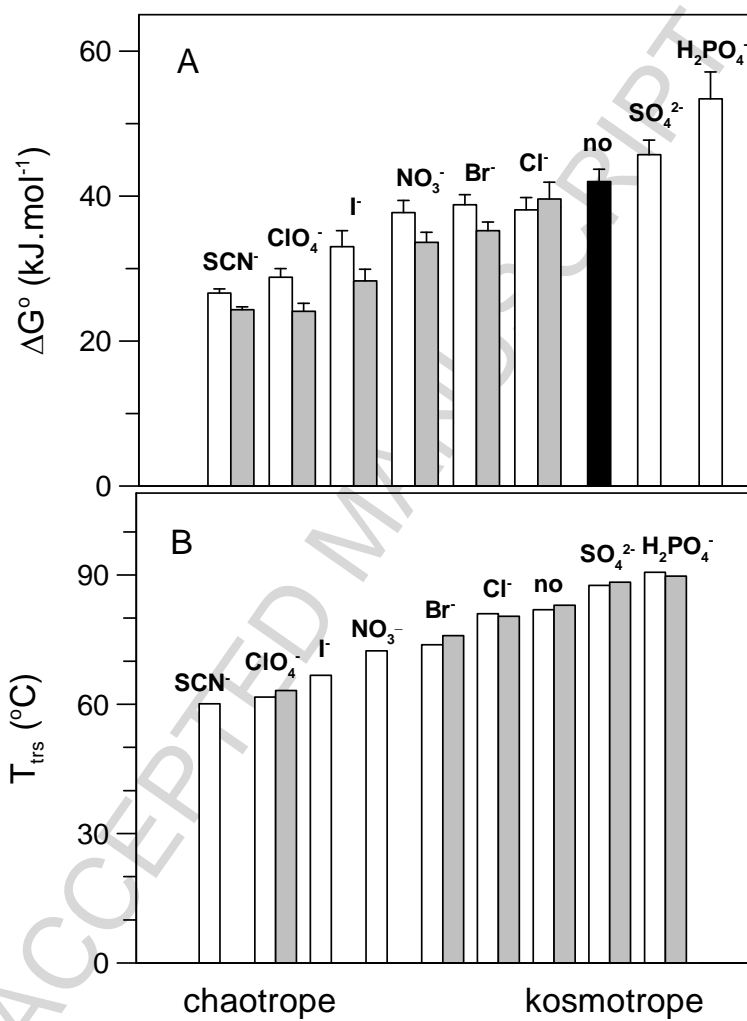 A
60
40
20
0
ΔG° (kJ.mol⁻¹)
SCN⁻
ClO₄⁻
I⁻
NO₃⁻
Br⁻
Cl⁻
no
SO₄²⁻
H₂PO₄⁻
B
90
60
30
0
T_trs (°C)
SCN⁻
ClO₄⁻
I⁻
NO₃⁻
Br⁻
Cl⁻
no
SO₄²⁻
H₂PO₄⁻
chaotrope kosmotrope
ACCEPTED MANUSCRIPT